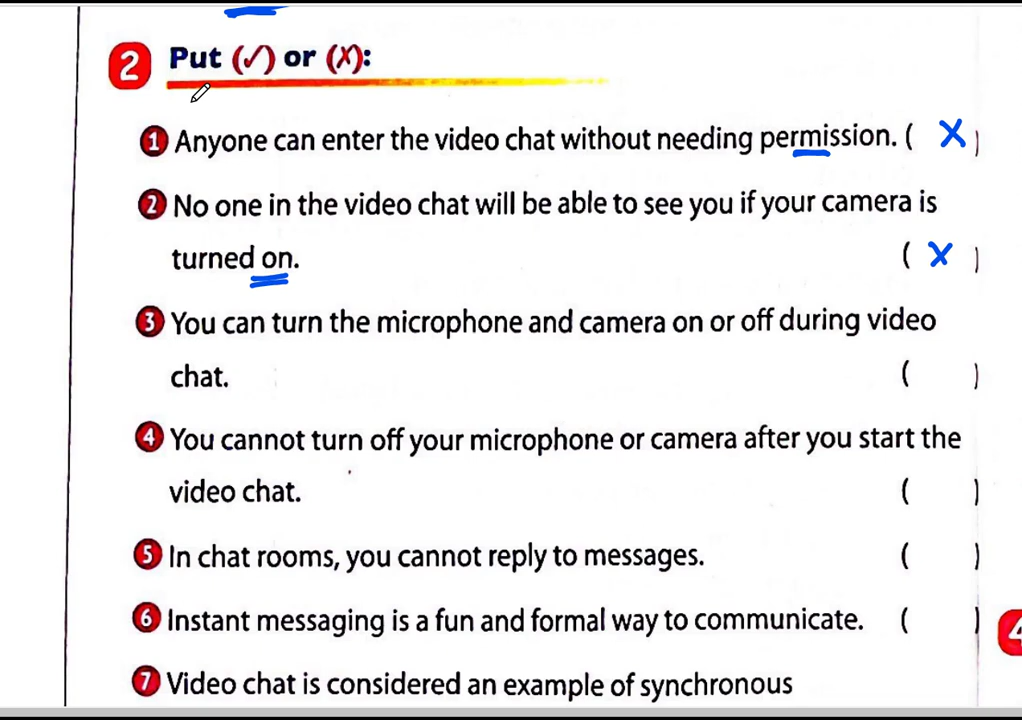 2 Put (✓) or (X):
1 Anyone can enter the video chat without needing permission. ( X )
2 No one in the video chat will be able to see you if your camera is
turned on. ( X )
3 You can turn the microphone and camera on or off during video
chat. ( )
4 You cannot turn off your microphone or camera after you start the
video chat. ( )
5 In chat rooms, you cannot reply to messages. ( )
6 Instant messaging is a fun and formal way to communicate. ( )
4
7 Video chat is considered an example of synchronous